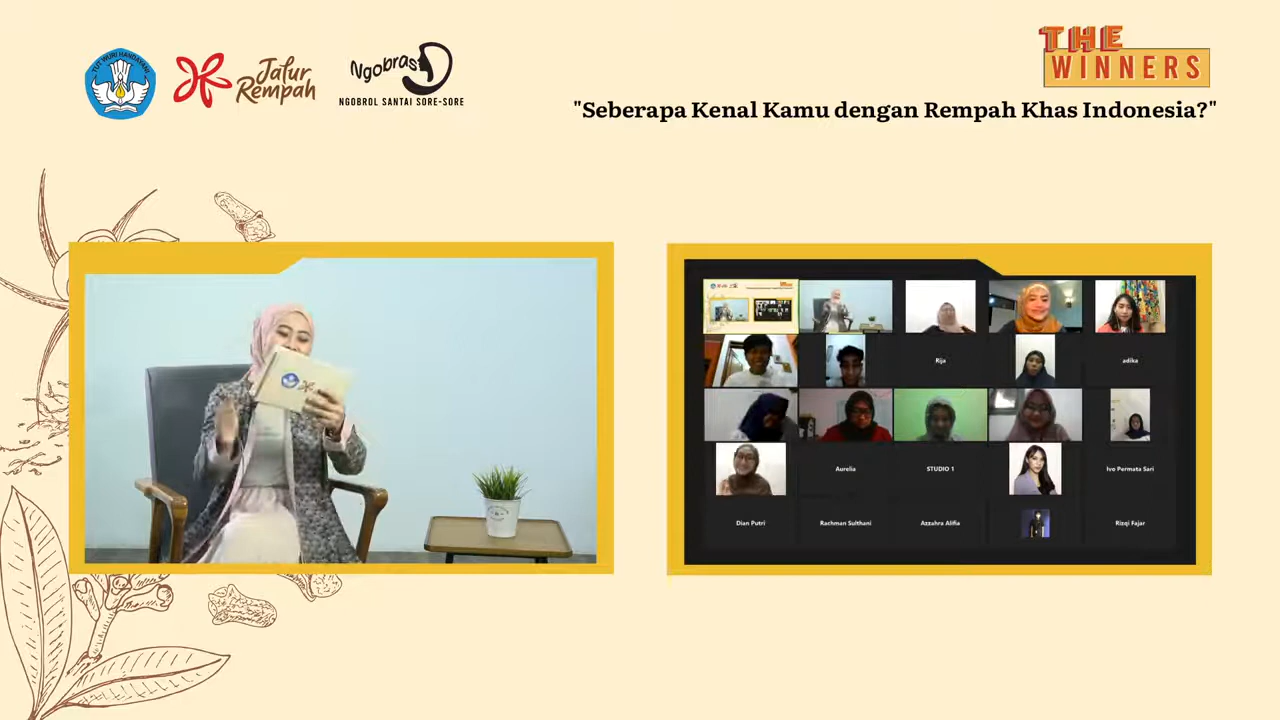 TUT WURI HANDAYANI
Jalur
Rempah
Ngobras
NGOBROL SANTAI SORE-SORE
THE
WINNERS
"Seberapa Kenal Kamu dengan Rempah Khas Indonesia?"
Rija
adika
Aurelia
STUDIO 1
Ivo Permata Sari
Dian Putri
Rachman Sulthani
Azzahra Alifia
Rizqi Fajar